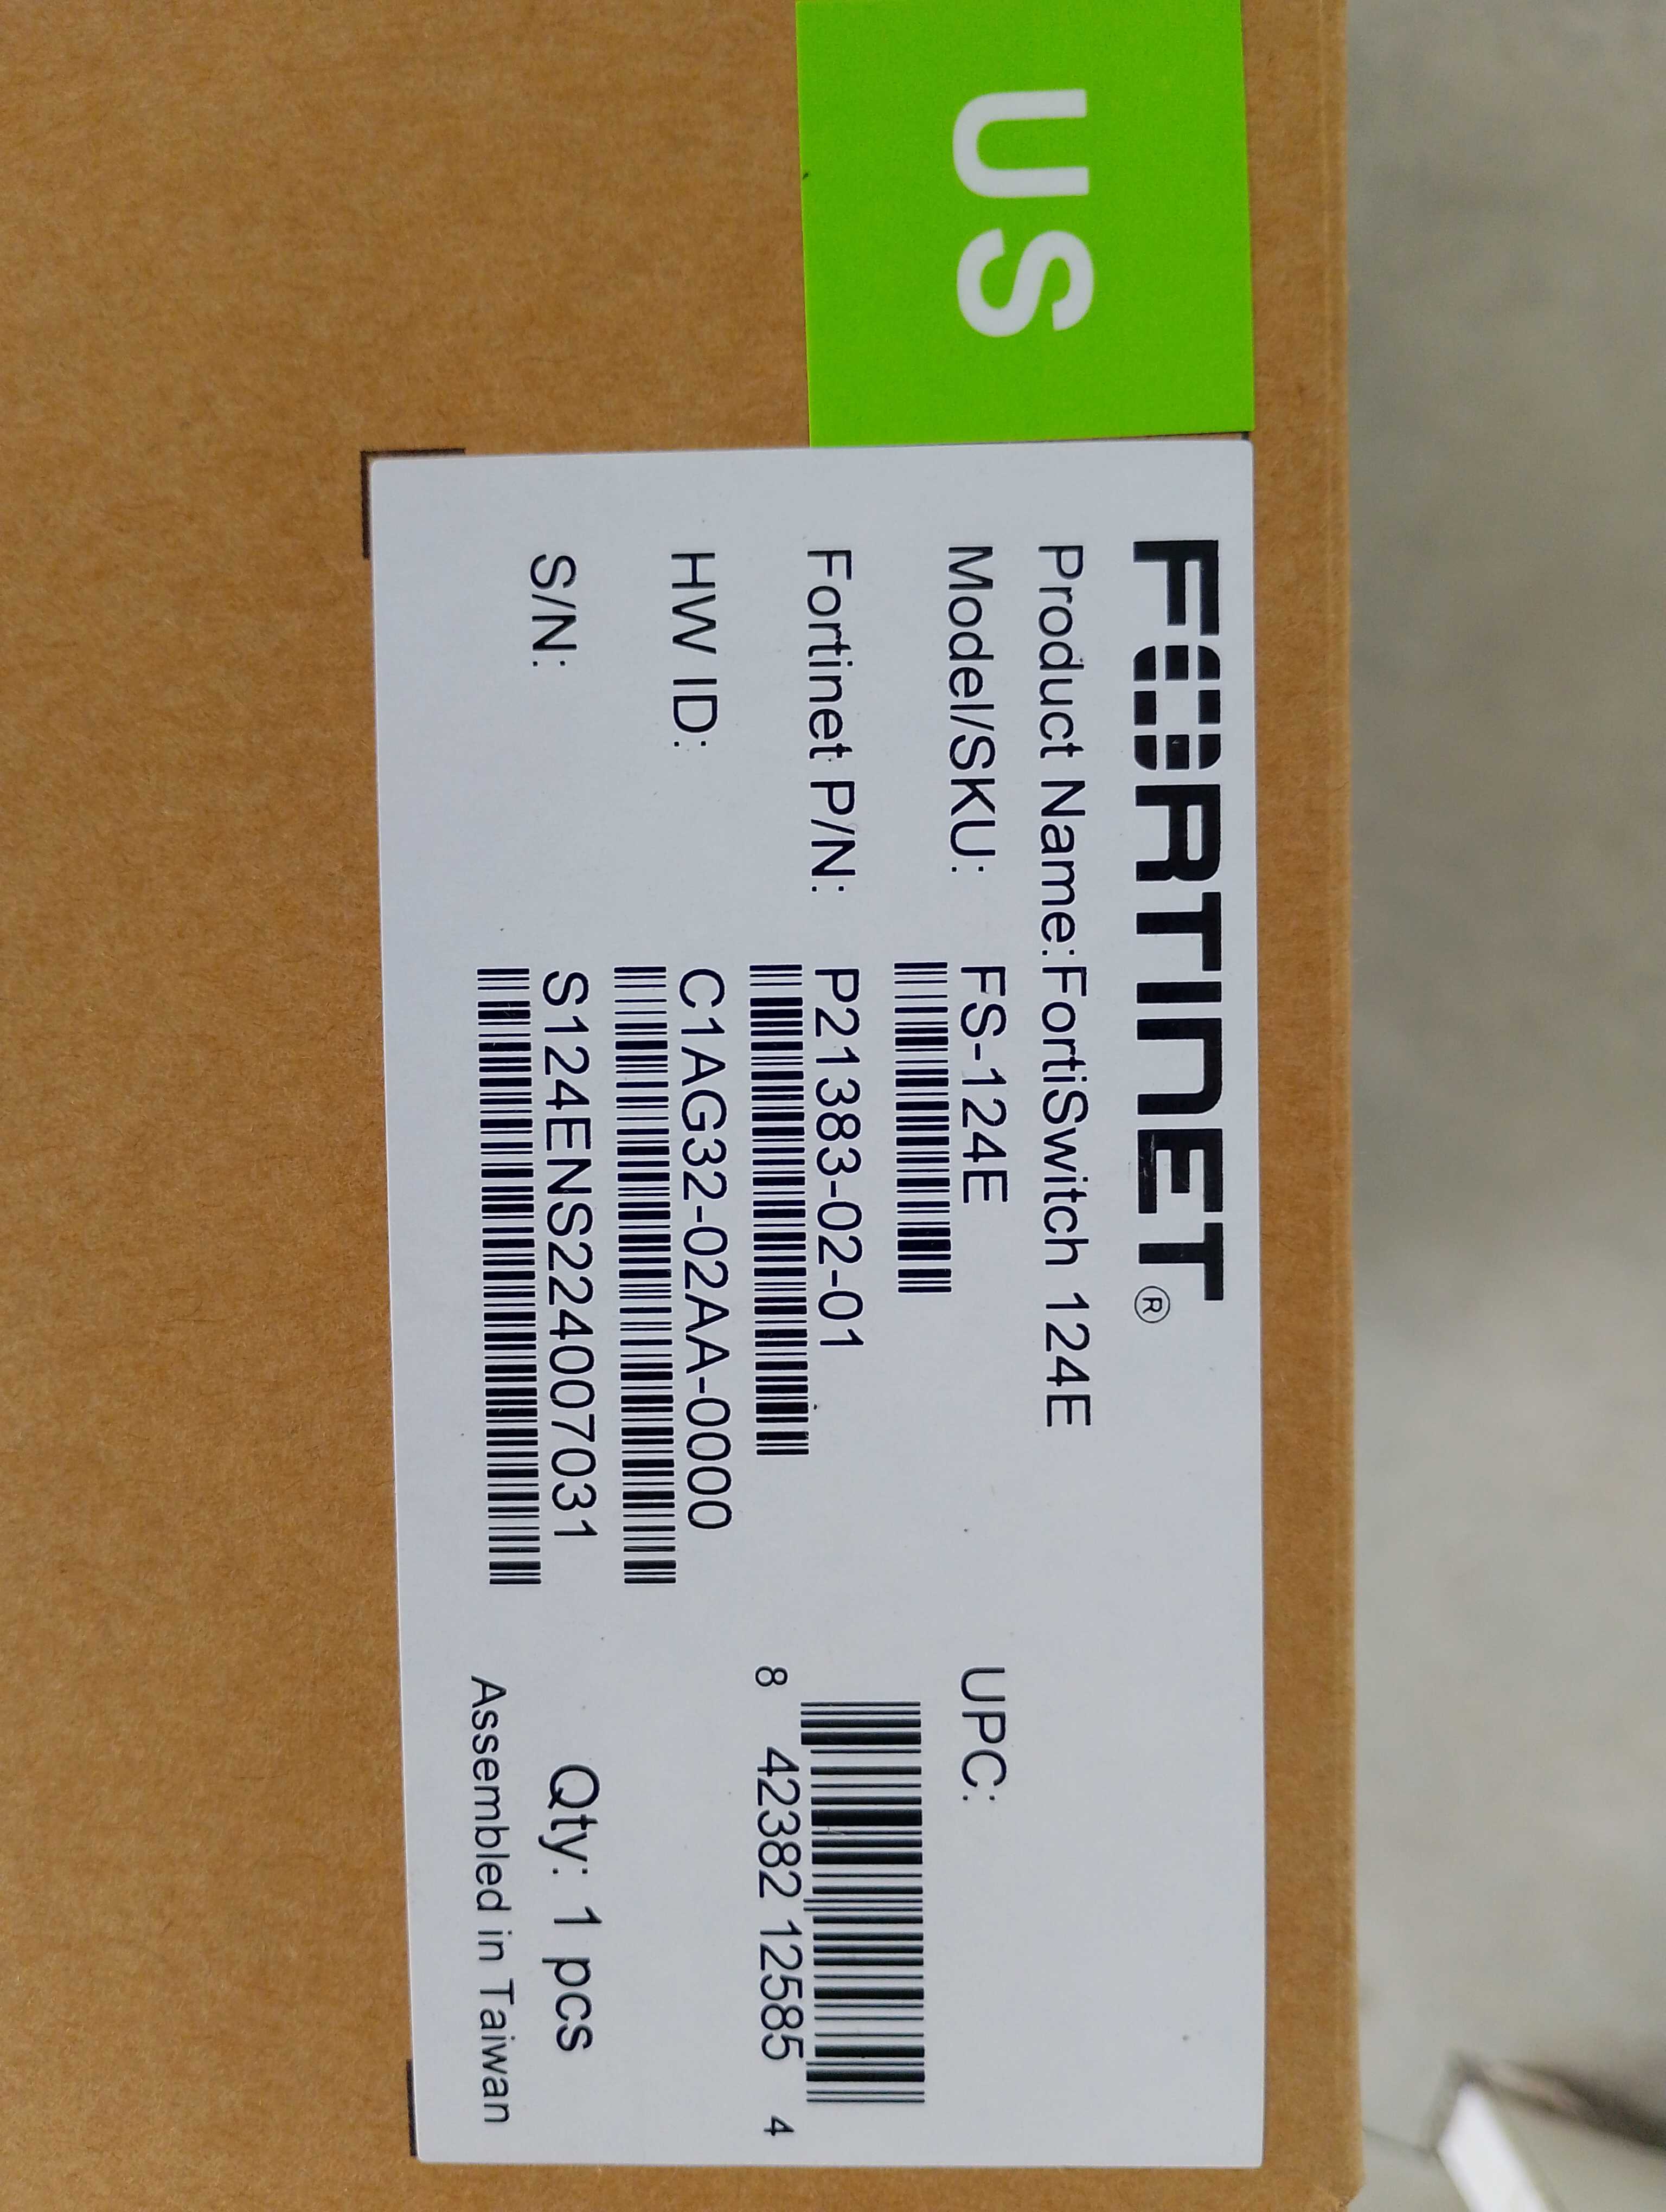 US
FORTINET®
Product Name:FortiSwitch 124E
Model/SKU: FS-124E
UPC:
Fortinet P/N: P21383-02-01
8 42382 12585 4
HW ID: C1AG32-02AA-0000
S/N: S124ENS224007031
Qty: 1 pcs
Assembled in Taiwan